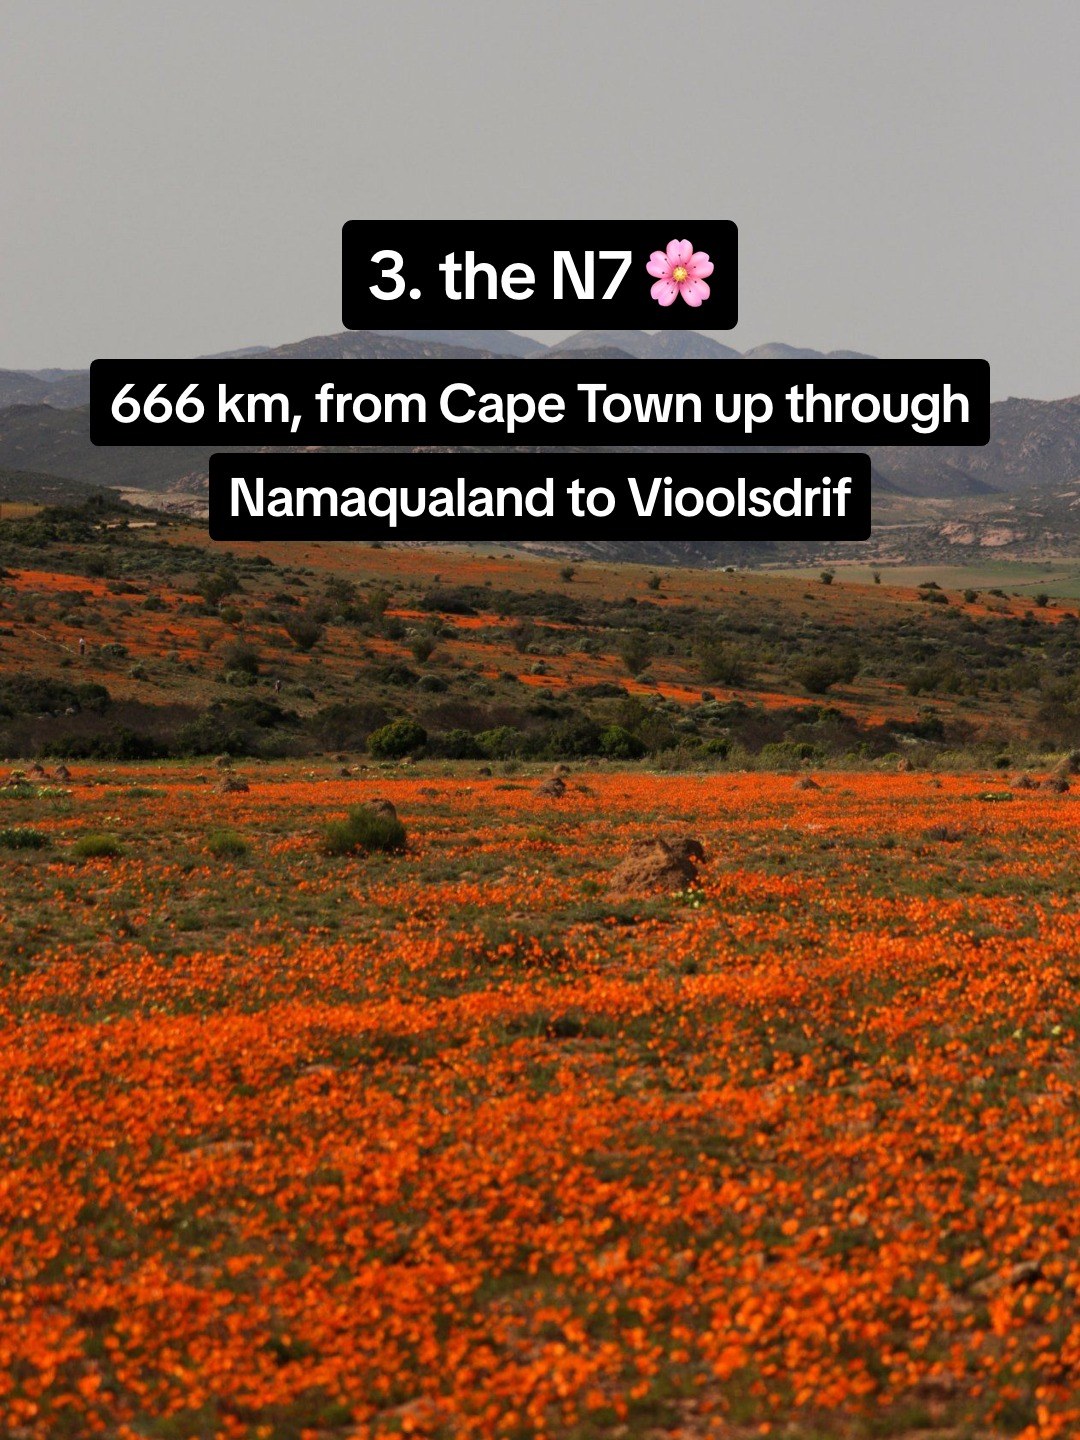 3. the N7 🌸
666 km, from Cape Town up through
Namaqualand to Vioolsdrif